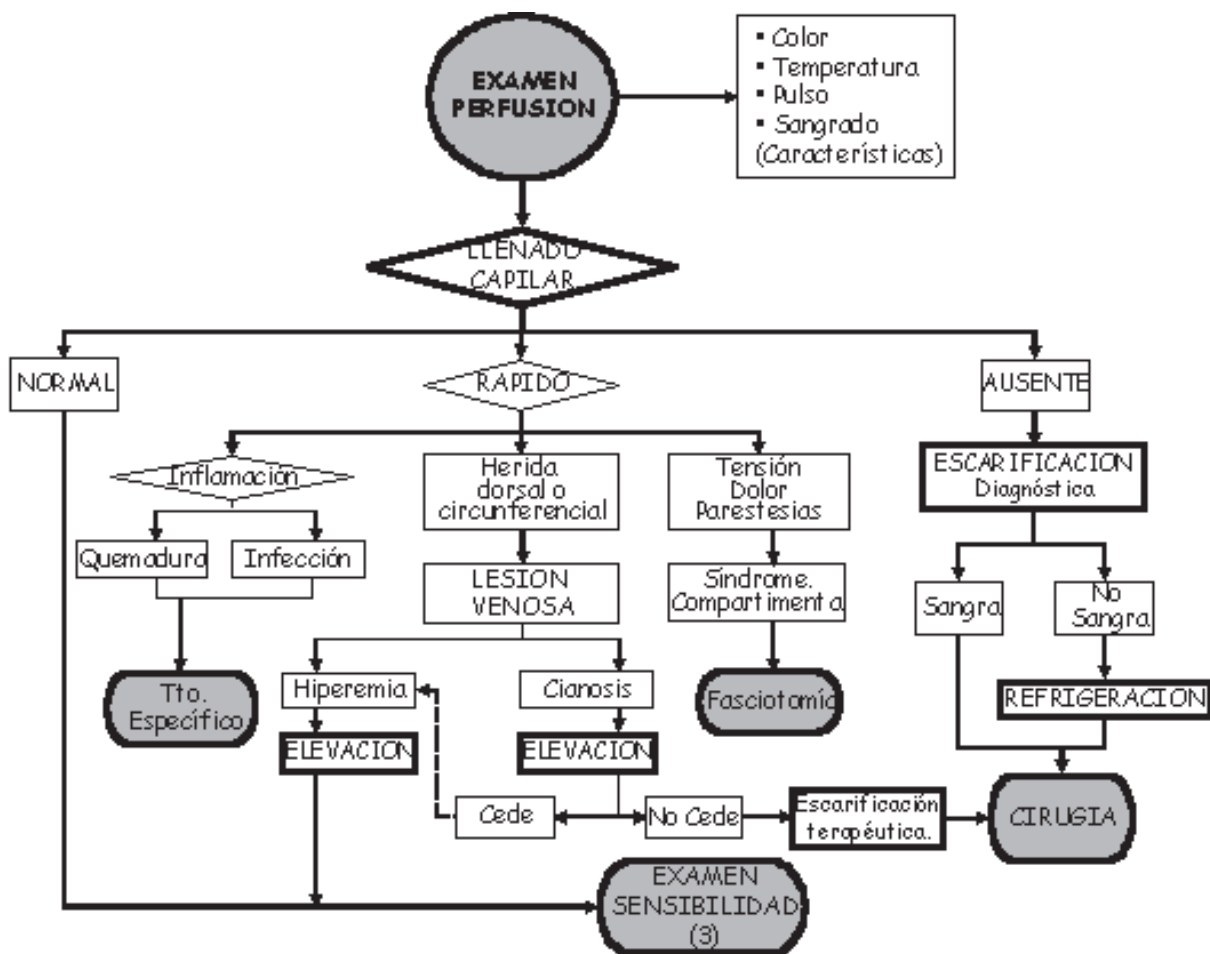 EXAMEN
PERFUSION
▪ Color
▪ Temperatura
▪ Pulso
▪ Sangrado
(Características)
LLENADO
CAPILAR
NORMAL
RAPIDO
AUSENTE
Inflamación
Herida
dorsal o
circunferencial
Tensión
Dolor
Parestesias
ESCARIFICACION
Diagnóstica
Quemadura
Infección
LESION
VENOSA
Síndrome.
Compartimenta
Sangra
No
Sangra
Tto.
Específico
Hiperemia
Cianosis
Fasciotomía
REFRIGERACION
ELEVACION
ELEVACION
Cede
No Cede
Escarificación
terapéutica.
CIRUGIA
EXAMEN
SENSIBILIDAD
(3)